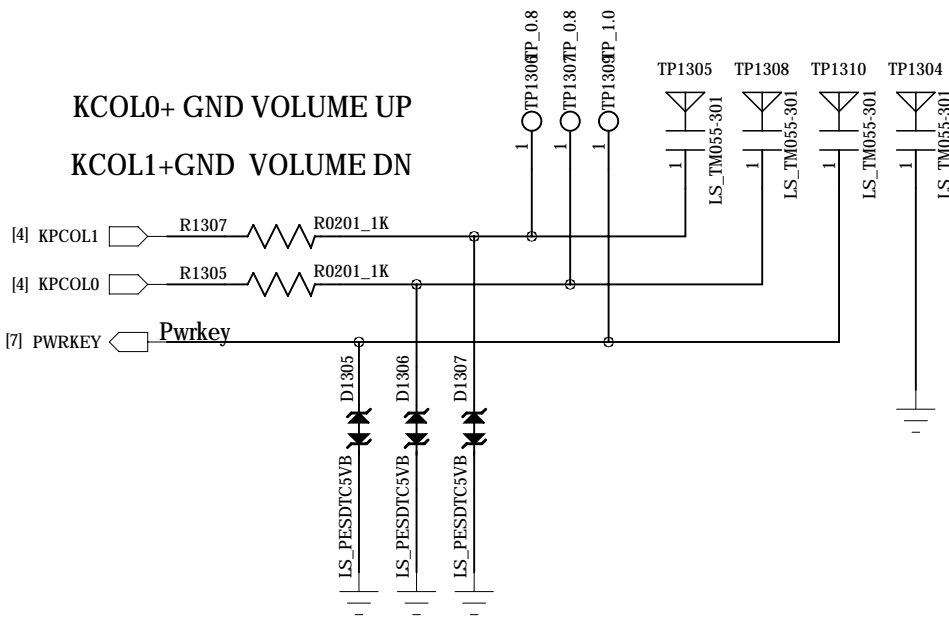 KCOL0+ GND VOLUME UP
KCOL1+GND  VOLUME DN
TP1306
TP_0.8
TP1307
TP_0.8
TP1309
TP_1.0
1
1
1
TP1305
TP1308
TP1310
TP1304
LS_TM055-301
LS_TM055-301
LS_TM055-301
LS_TM055-301
1
1
1
1
[4] KPCOL1
R1307
R0201_1K
[4] KPCOL0
R1305
R0201_1K
[7] PWRKEY
Pwrkey
D1305
D1306
D1307
LS_PESDTC5VB
LS_PESDTC5VB
LS_PESDTC5VB